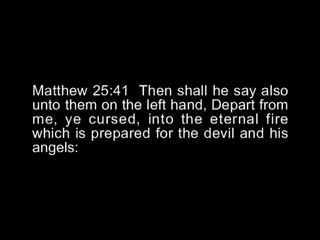 Matthew 25:41  Then shall he say also
unto them on the left hand, Depart from
me, ye cursed, into the eternal fire
which is prepared for the devil and his
angels: